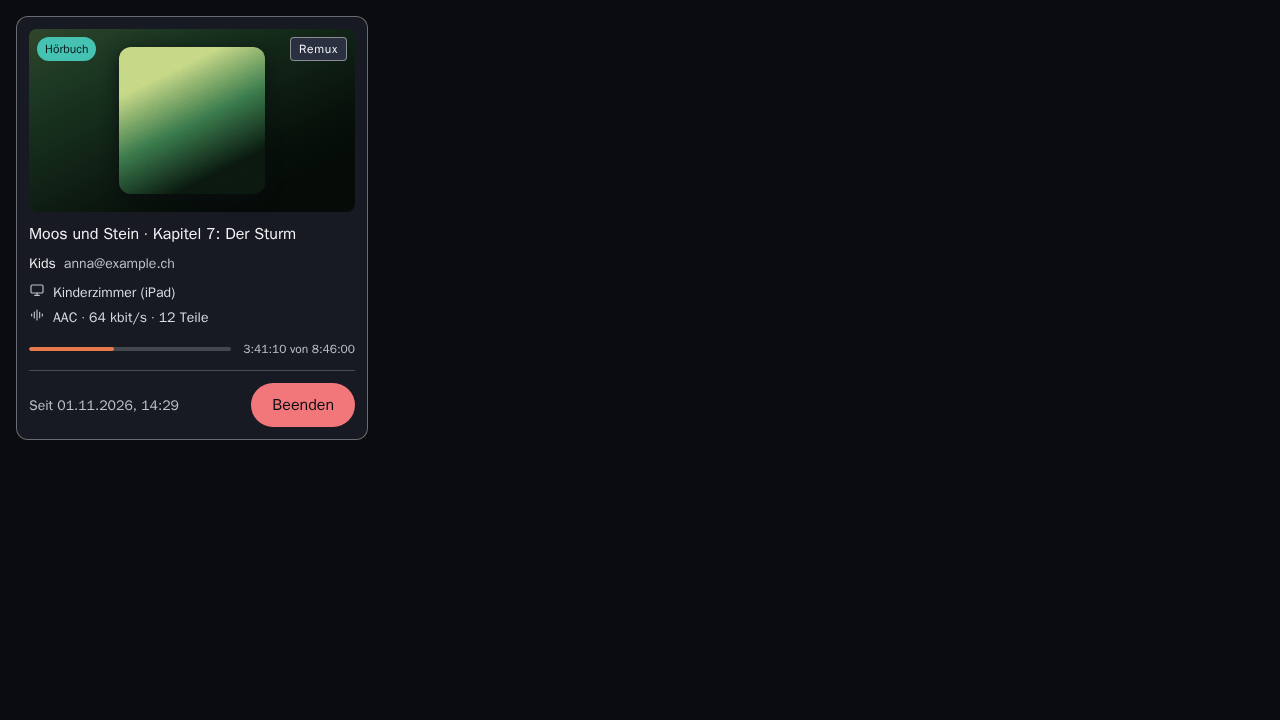 Hörbuch
Remux
Moos und Stein · Kapitel 7: Der Sturm
Kids anna@example.ch
Kinderzimmer (iPad)
AAC · 64 kbit/s · 12 Teile
3:41:10 von 8:46:00
Seit 01.11.2026, 14:29
Beenden